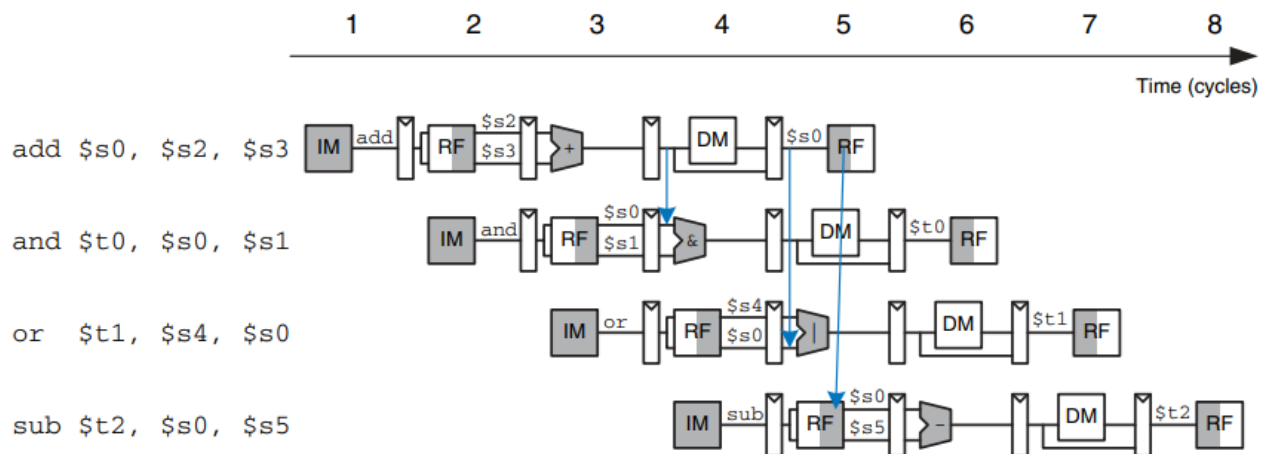 1 2 3 4 5 6 7 8
Time (cycles)
add $s0, $s2, $s3 IM add RF $s2 $s3 + DM $s0 RF
and $t0, $s0, $s1 IM and RF $s0 $s1 & DM $t0 RF
or $t1, $s4, $s0 IM or RF $s4 $s0 | DM $t1 RF
sub $t2, $s0, $s5 IM sub RF $s0 $s5 - DM $t2 RF